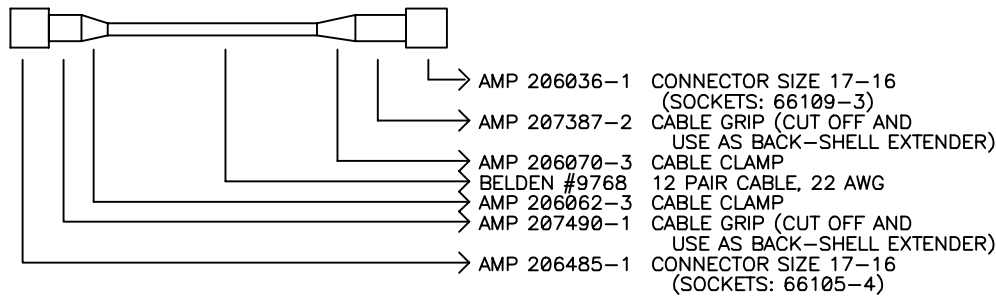 AMP 206036-1 CONNECTOR SIZE 17-16
(SOCKETS: 66109-3)
AMP 207387-2 CABLE GRIP (CUT OFF AND
USE AS BACK-SHELL EXTENDER)
AMP 206070-3 CABLE CLAMP
BELDEN #9768 12 PAIR CABLE, 22 AWG
AMP 206062-3 CABLE CLAMP
AMP 207490-1 CABLE GRIP (CUT OFF AND
USE AS BACK-SHELL EXTENDER)
AMP 206485-1 CONNECTOR SIZE 17-16
(SOCKETS: 66105-4)